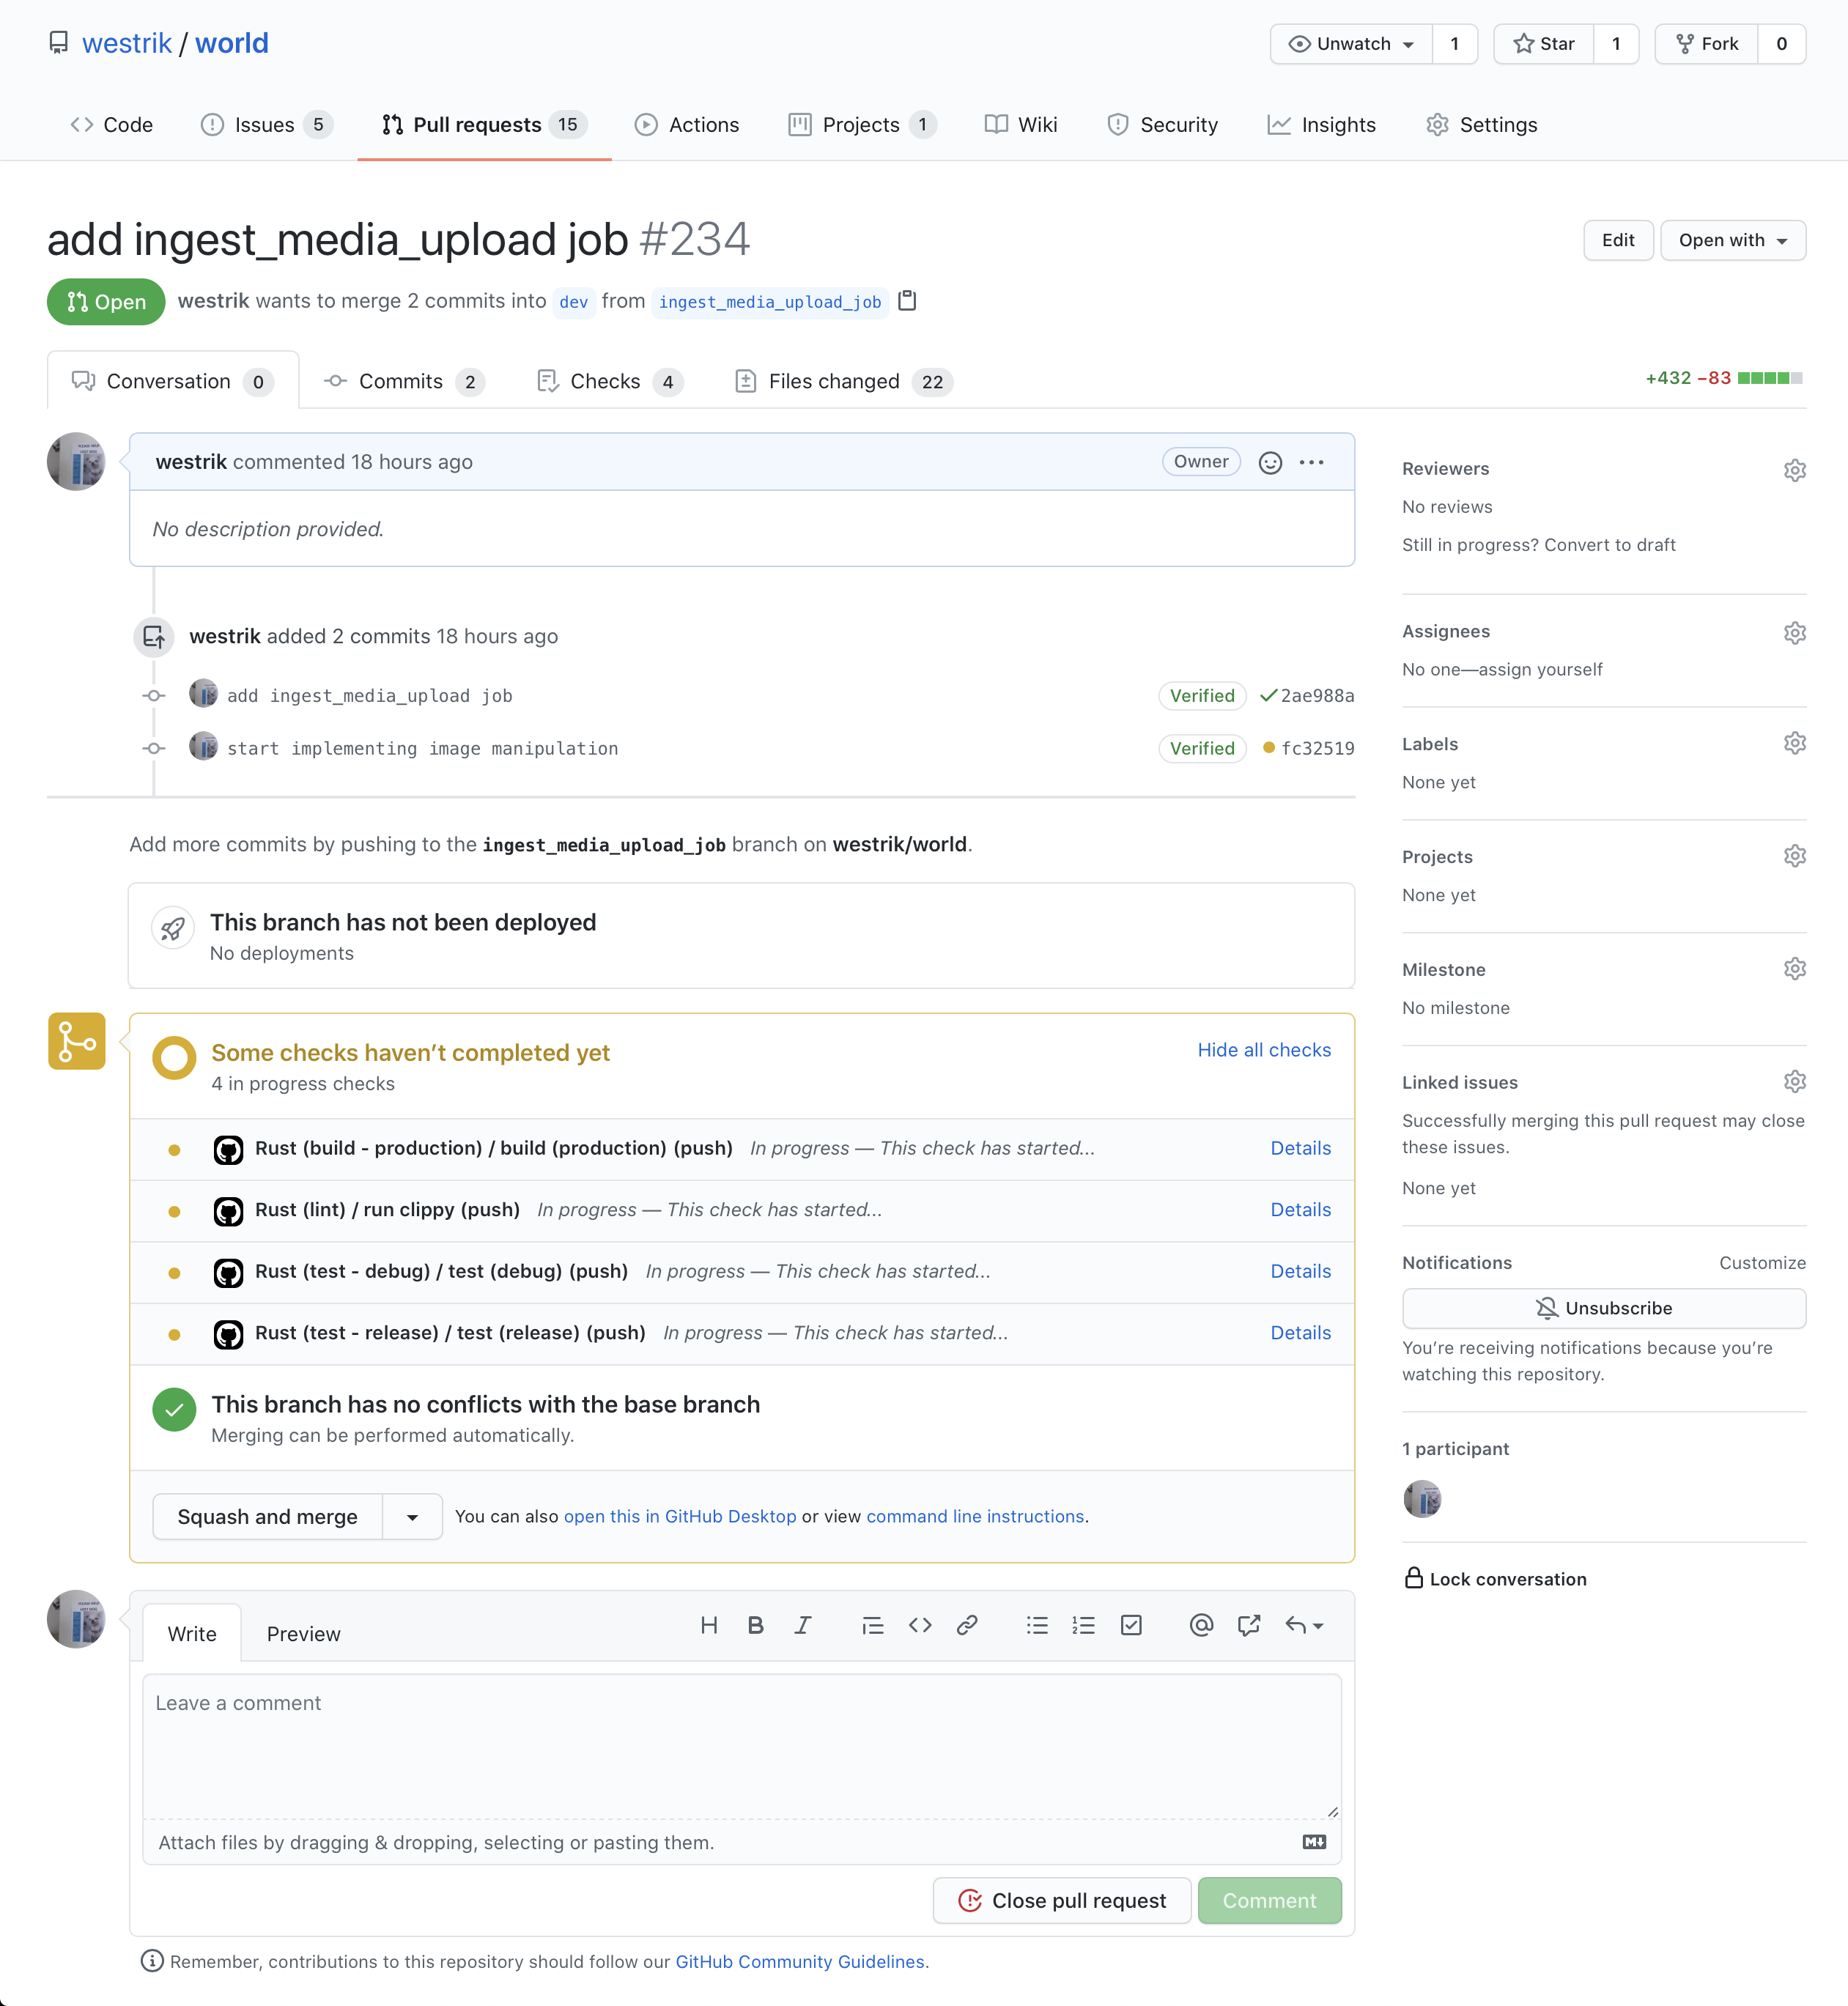 westrik / world
Unwatch 1 Star 1 Fork 0
Code Issues 5 Pull requests 15 Actions Projects 1 Wiki Security Insights Settings
add ingest_media_upload job #234
Edit Open with
Open westrik wants to merge 2 commits into dev from ingest_media_upload_job
Conversation 0 Commits 2 Checks 4 Files changed 22
+432 −83
westrik commented 18 hours ago
Owner
No description provided.
westrik added 2 commits 18 hours ago
add ingest_media_upload job Verified 2ae988a
start implementing image manipulation Verified fc32519
Add more commits by pushing to the ingest_media_upload_job branch on westrik/world.
This branch has not been deployed
No deployments
Some checks haven’t completed yet
Hide all checks
4 in progress checks
Rust (build - production) / build (production) (push) In progress — This check has started... Details
Rust (lint) / run clippy (push) In progress — This check has started... Details
Rust (test - debug) / test (debug) (push) In progress — This check has started... Details
Rust (test - release) / test (release) (push) In progress — This check has started... Details
This branch has no conflicts with the base branch
Merging can be performed automatically.
Squash and merge You can also open this in GitHub Desktop or view command line instructions.
Write Preview
Leave a comment
Attach files by dragging & dropping, selecting or pasting them.
Close pull request Comment
Remember, contributions to this repository should follow our GitHub Community Guidelines.
Reviewers
No reviews
Still in progress? Convert to draft
Assignees
No one—assign yourself
Labels
None yet
Projects
None yet
Milestone
No milestone
Linked issues
Successfully merging this pull request may close
these issues.
None yet
Notifications Customize
Unsubscribe
You’re receiving notifications because you’re
watching this repository.
1 participant
Lock conversation